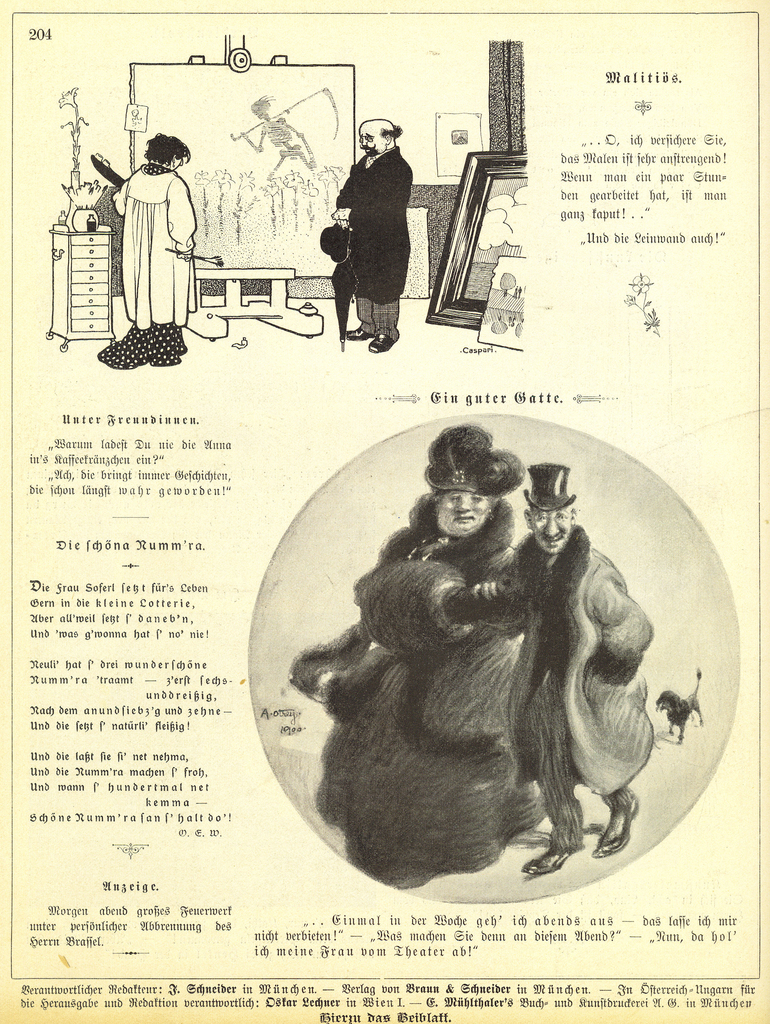 204
Malitiös.
„. . O, ich versichere Sie,
das Malen ist sehr anstrengend!
Wenn man ein paar Stun-
den gearbeitet hat, ist man
ganz kaput! . .“
„Und die Leinwand auch!“
Caspari.
Unter Freundinnen.
„Warum ladest Du nie die Anna
in's Kaffeekränzchen ein?“
„Ach, die bringt immer Geschichten,
die schon längst wahr geworden!“
Die schöna Numm'ra.
Die Frau Soferl setzt für's Leben
Gern in die kleine Lotterie,
Aber all'weil setzt s' daneb'n,
Und 'was g'wonna hat s' no' nie!
Neuli' hat s' drei wunderschöne
Numm'ra 'traamt — z'erst sechs-
unddreißig,
Nach dem anundsiebz'g und zehne —
Und die setzt s' natürli' fleißig!
Und die laßt sie si' net nehma,
Und die Numm'ra machen s' froh,
Und wann s' hundertmal net
kemma —
Schöne Numm'ra san s' halt do'!
O. E. W.
Anzeige.
Morgen abend großes Feuerwerk
unter persönlicher Abbrennung des
Herrn Brassel.
Ein guter Gatte.
1900.
„. . Einmal in der Woche geh' ich abends aus — das lasse ich mir
nicht verbieten!“ — „Was machen Sie denn an diesem Abend?“ — „Nun, da hol'
ich meine Frau vom Theater ab!“
Verantwortlicher Redakteur: J. Schneider in München. — Verlag von Braun & Schneider in München. — In Österreich-Ungarn für
die Herausgabe und Redaktion verantwortlich: Oskar Lechner in Wien I. — E. Mühlthaler's Buch- und Kunstdruckerei A. G. in München
Hierzu das Beiblatt.